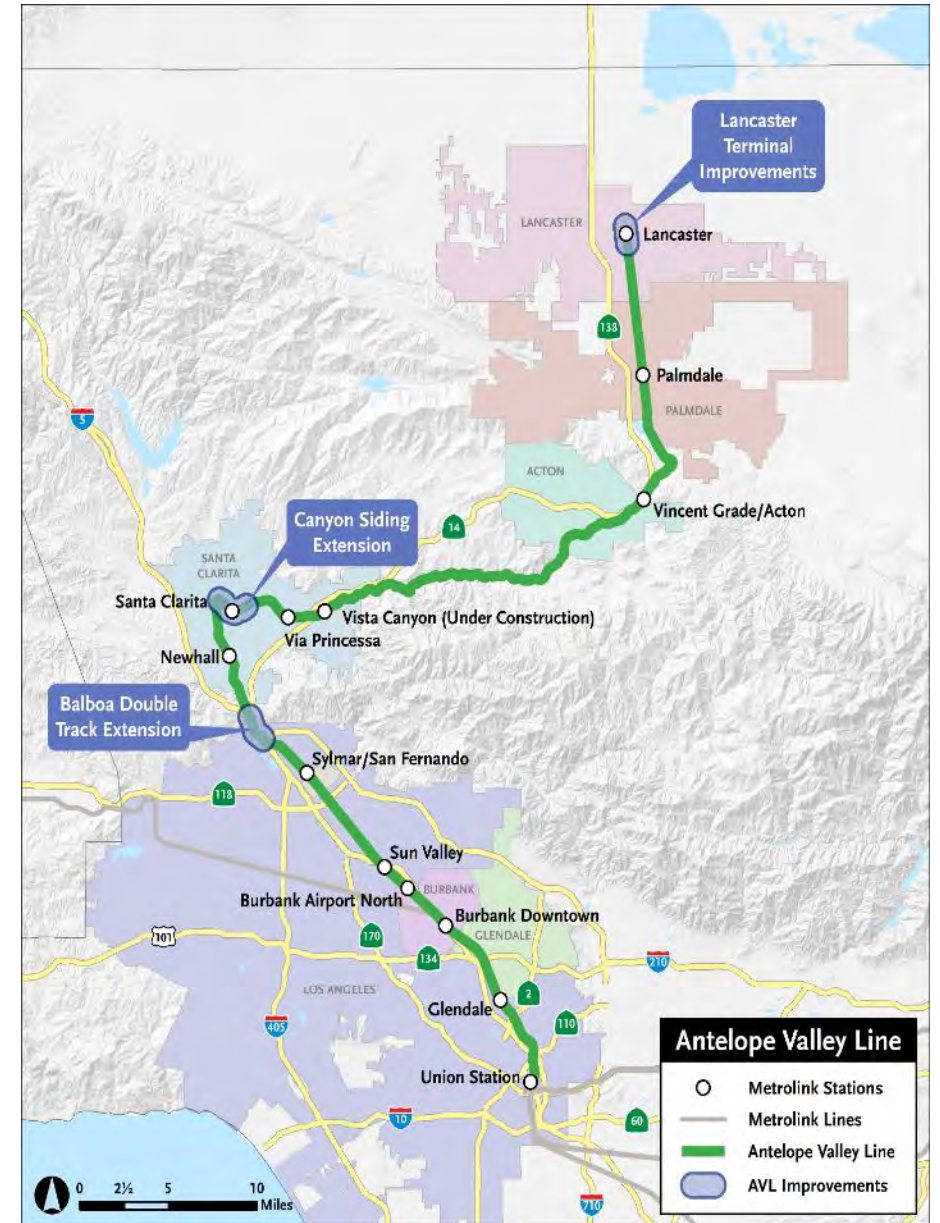 Lancaster
Terminal
Improvements
LANCASTER
Lancaster
138
Palmdale
PALMDALE
5
ACTON
Vincent Grade/Acton
Canyon Siding
Extension
14
SANTA
CLARITA
Santa Clarita
Vista Canyon (Under Construction)
Via Princessa
Newhall
Balboa Double
Track Extension
Sylmar/San Fernando
118
Sun Valley
Burbank Airport North
BURBANK
Burbank Downtown
GLENDALE
101
170
134
210
LOS ANGELES
Glendale
2
405
110
Union Station
10
60
710
Antelope Valley Line
Metrolink Stations
Metrolink Lines
Antelope Valley Line
AVL Improvements
0 2½ 5 10
Miles